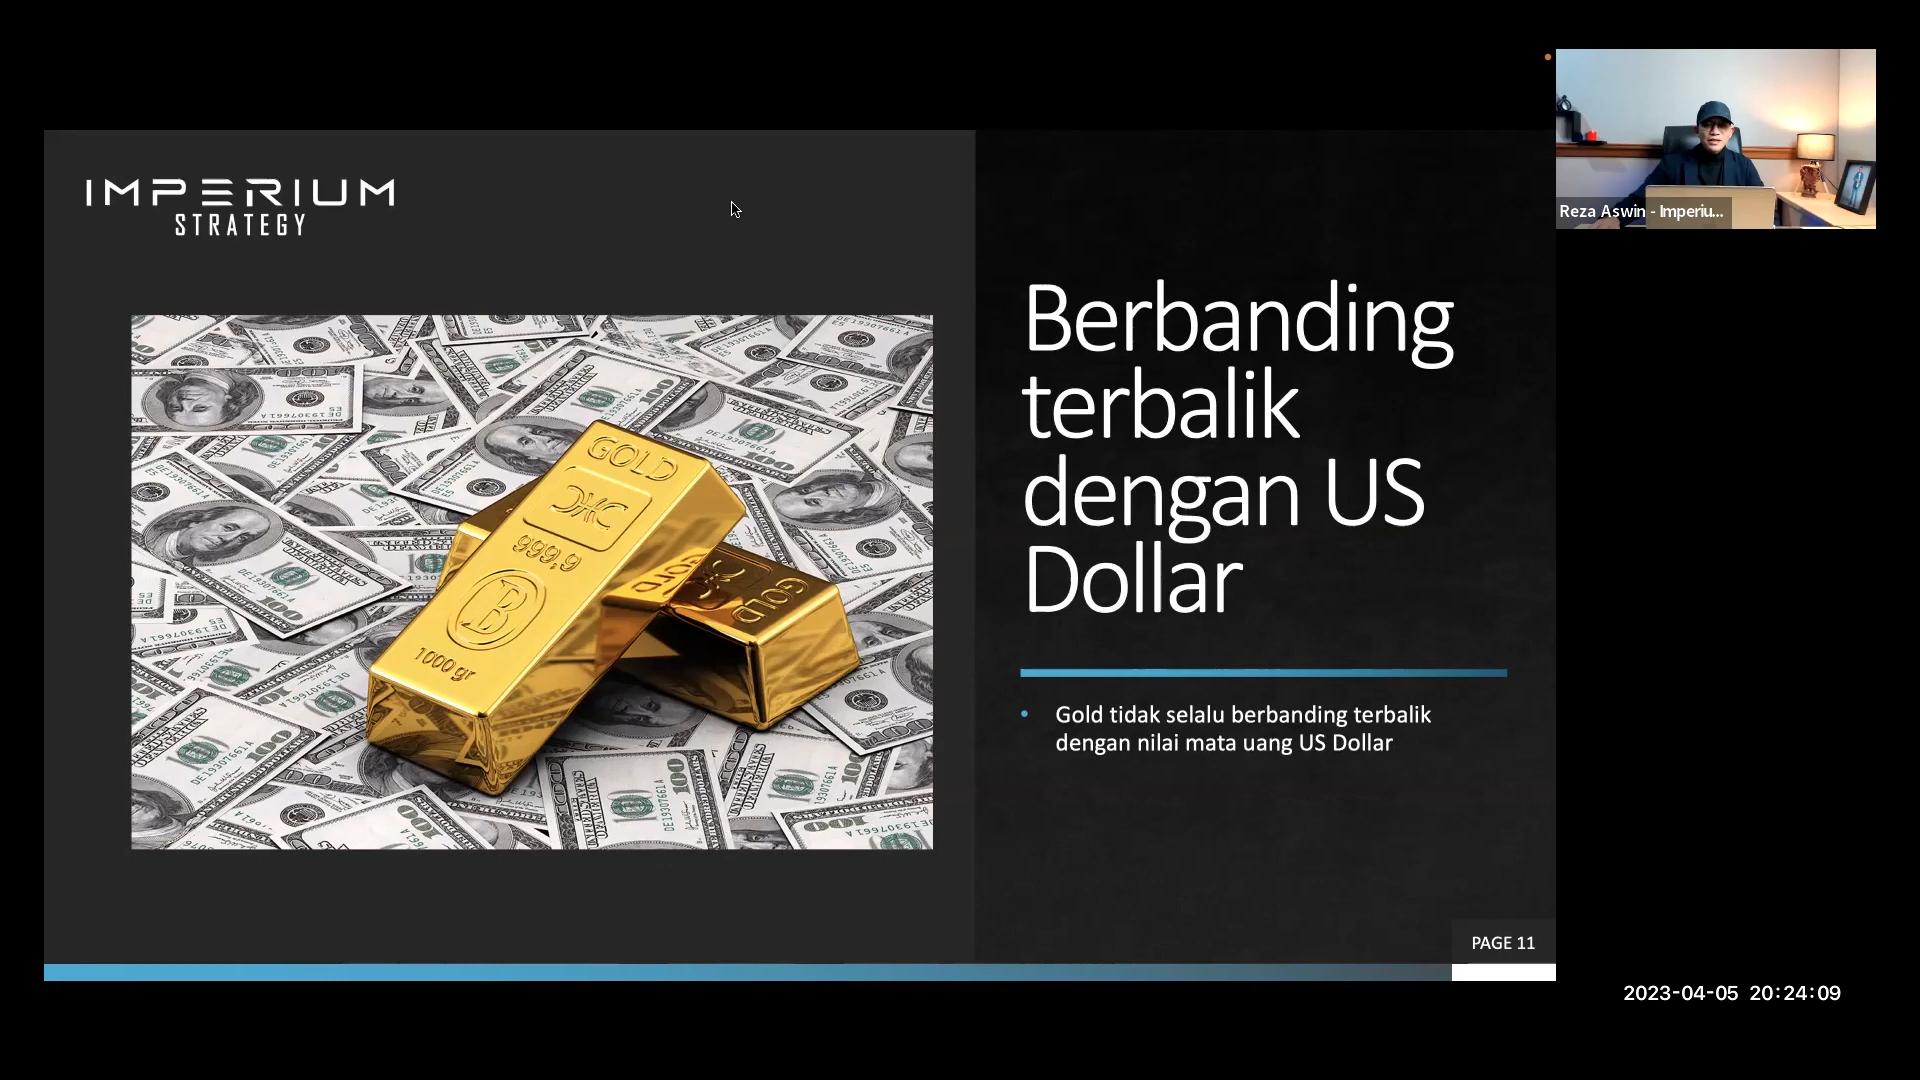 IMPERIUM
STRATEGY
GOLD
999,9
1000 gr
GOLD
GOLD
Berbanding
terbalik
dengan US
Dollar
Gold tidak selalu berbanding terbalik
dengan nilai mata uang US Dollar
PAGE 11
Reza Aswin - Imperiu...
2023-04-05 20:24:09